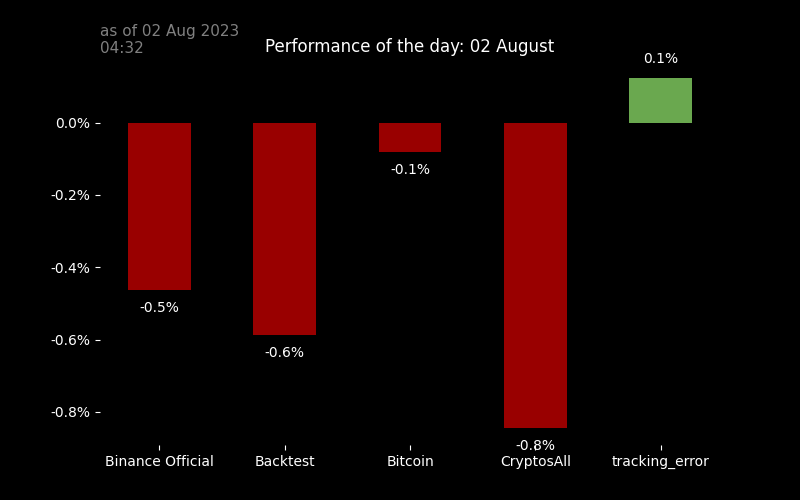 as of 02 Aug 2023
04:32
Performance of the day: 02 August
0.1%
0.0%
-0.2%
-0.4%
-0.6%
-0.8%
-0.5%
-0.6%
-0.1%
-0.8%
Binance Official
Backtest
Bitcoin
CryptosAll
tracking_error